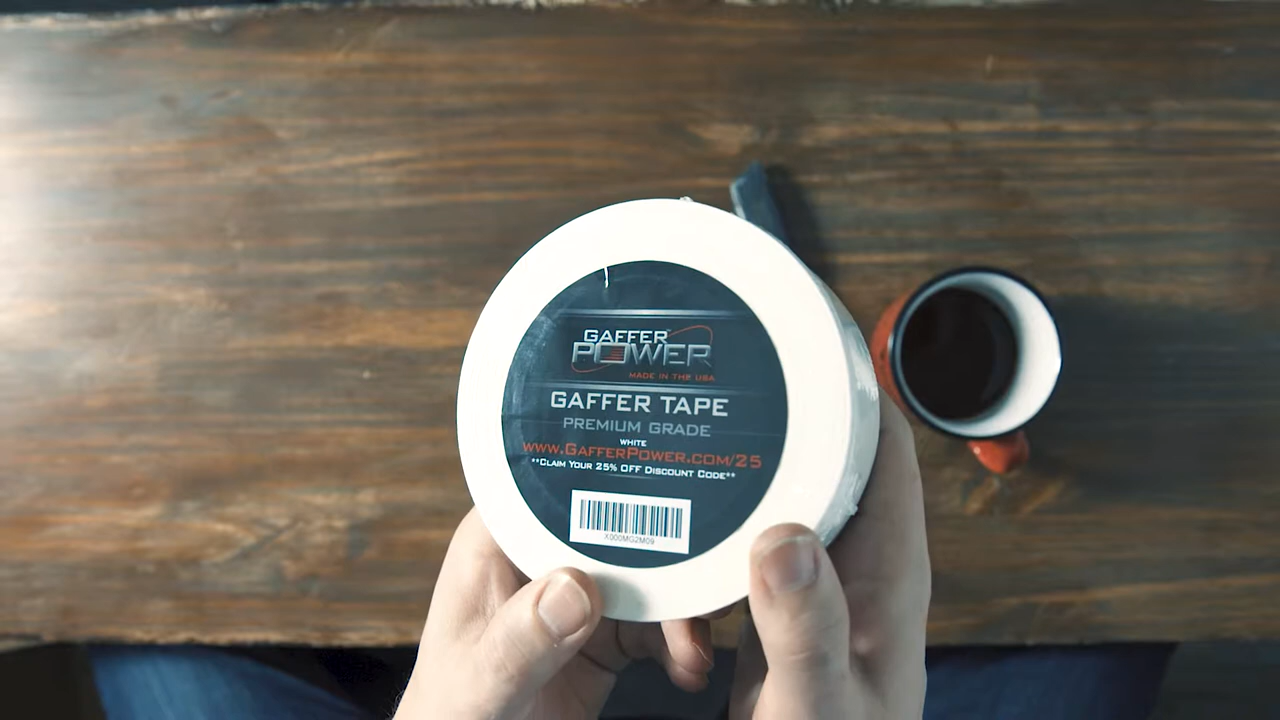 GAFFER
POWER
MADE IN THE USA
GAFFER TAPE
PREMIUM GRADE
WHITE
www.GafferPower.com/25
**Claim Your 25% OFF Discount Code**
X000MG2M09